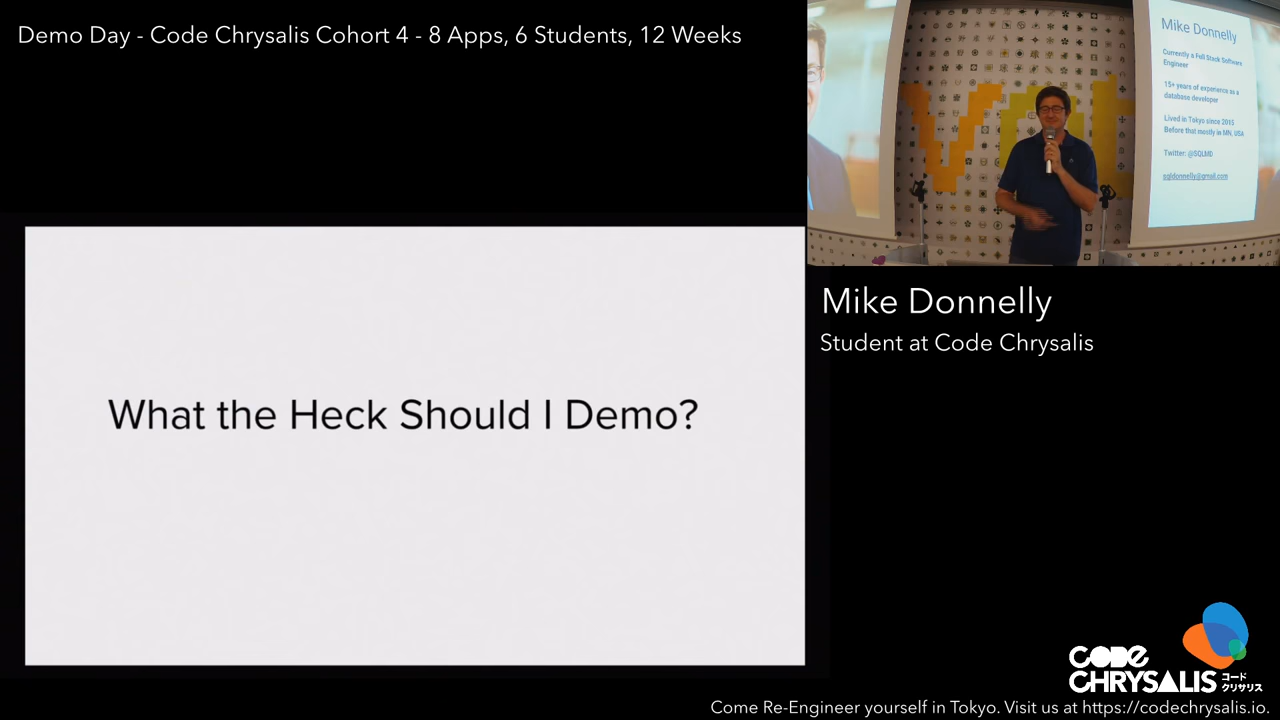 Demo Day - Code Chrysalis Cohort 4 - 8 Apps, 6 Students, 12 Weeks
Mike Donnelly
Currently a Full Stack Software
Engineer
15+ years of experience as a
database developer
Lived in Tokyo since 2015
Before that mostly in MN, USA
Twitter: @SQLMD
sqldonnelly@gmail.com
Mike Donnelly
Student at Code Chrysalis
What the Heck Should I Demo?
CODE
CHRYSALIS
コード
クリサリス
Come Re-Engineer yourself in Tokyo. Visit us at https://codechrysalis.io.